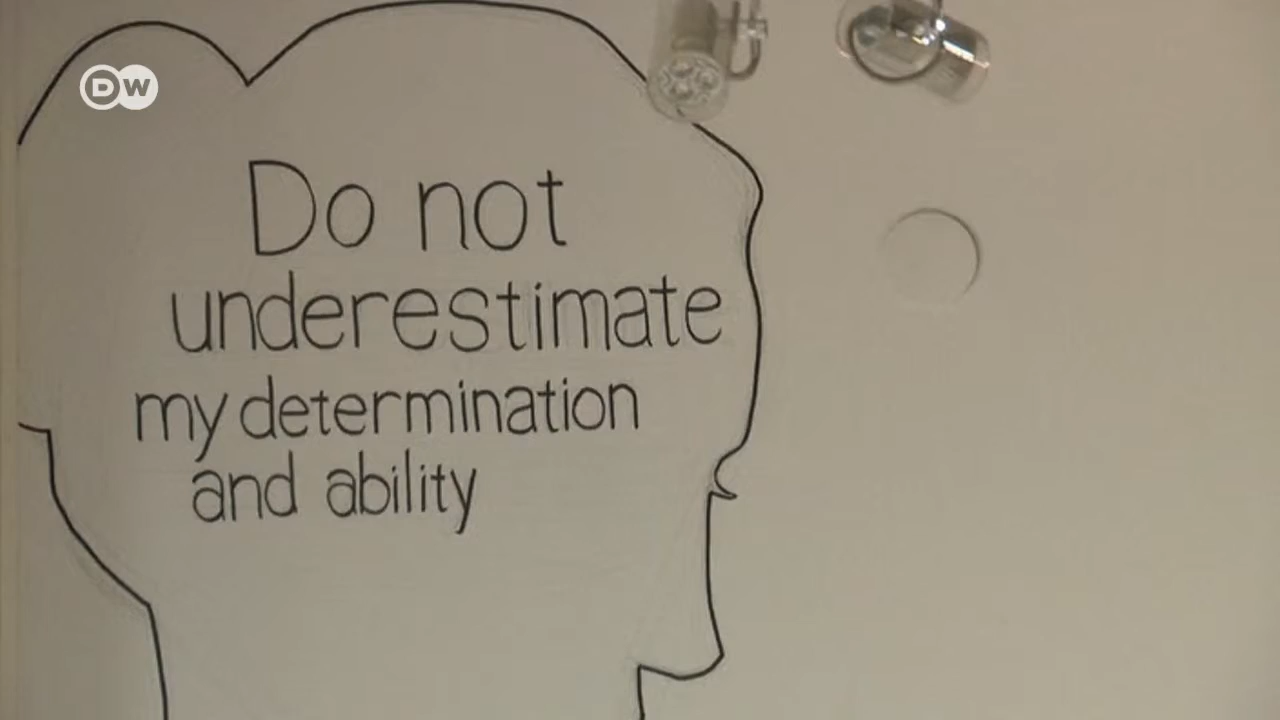 DW
Do not
underestimate
my determination
and ability